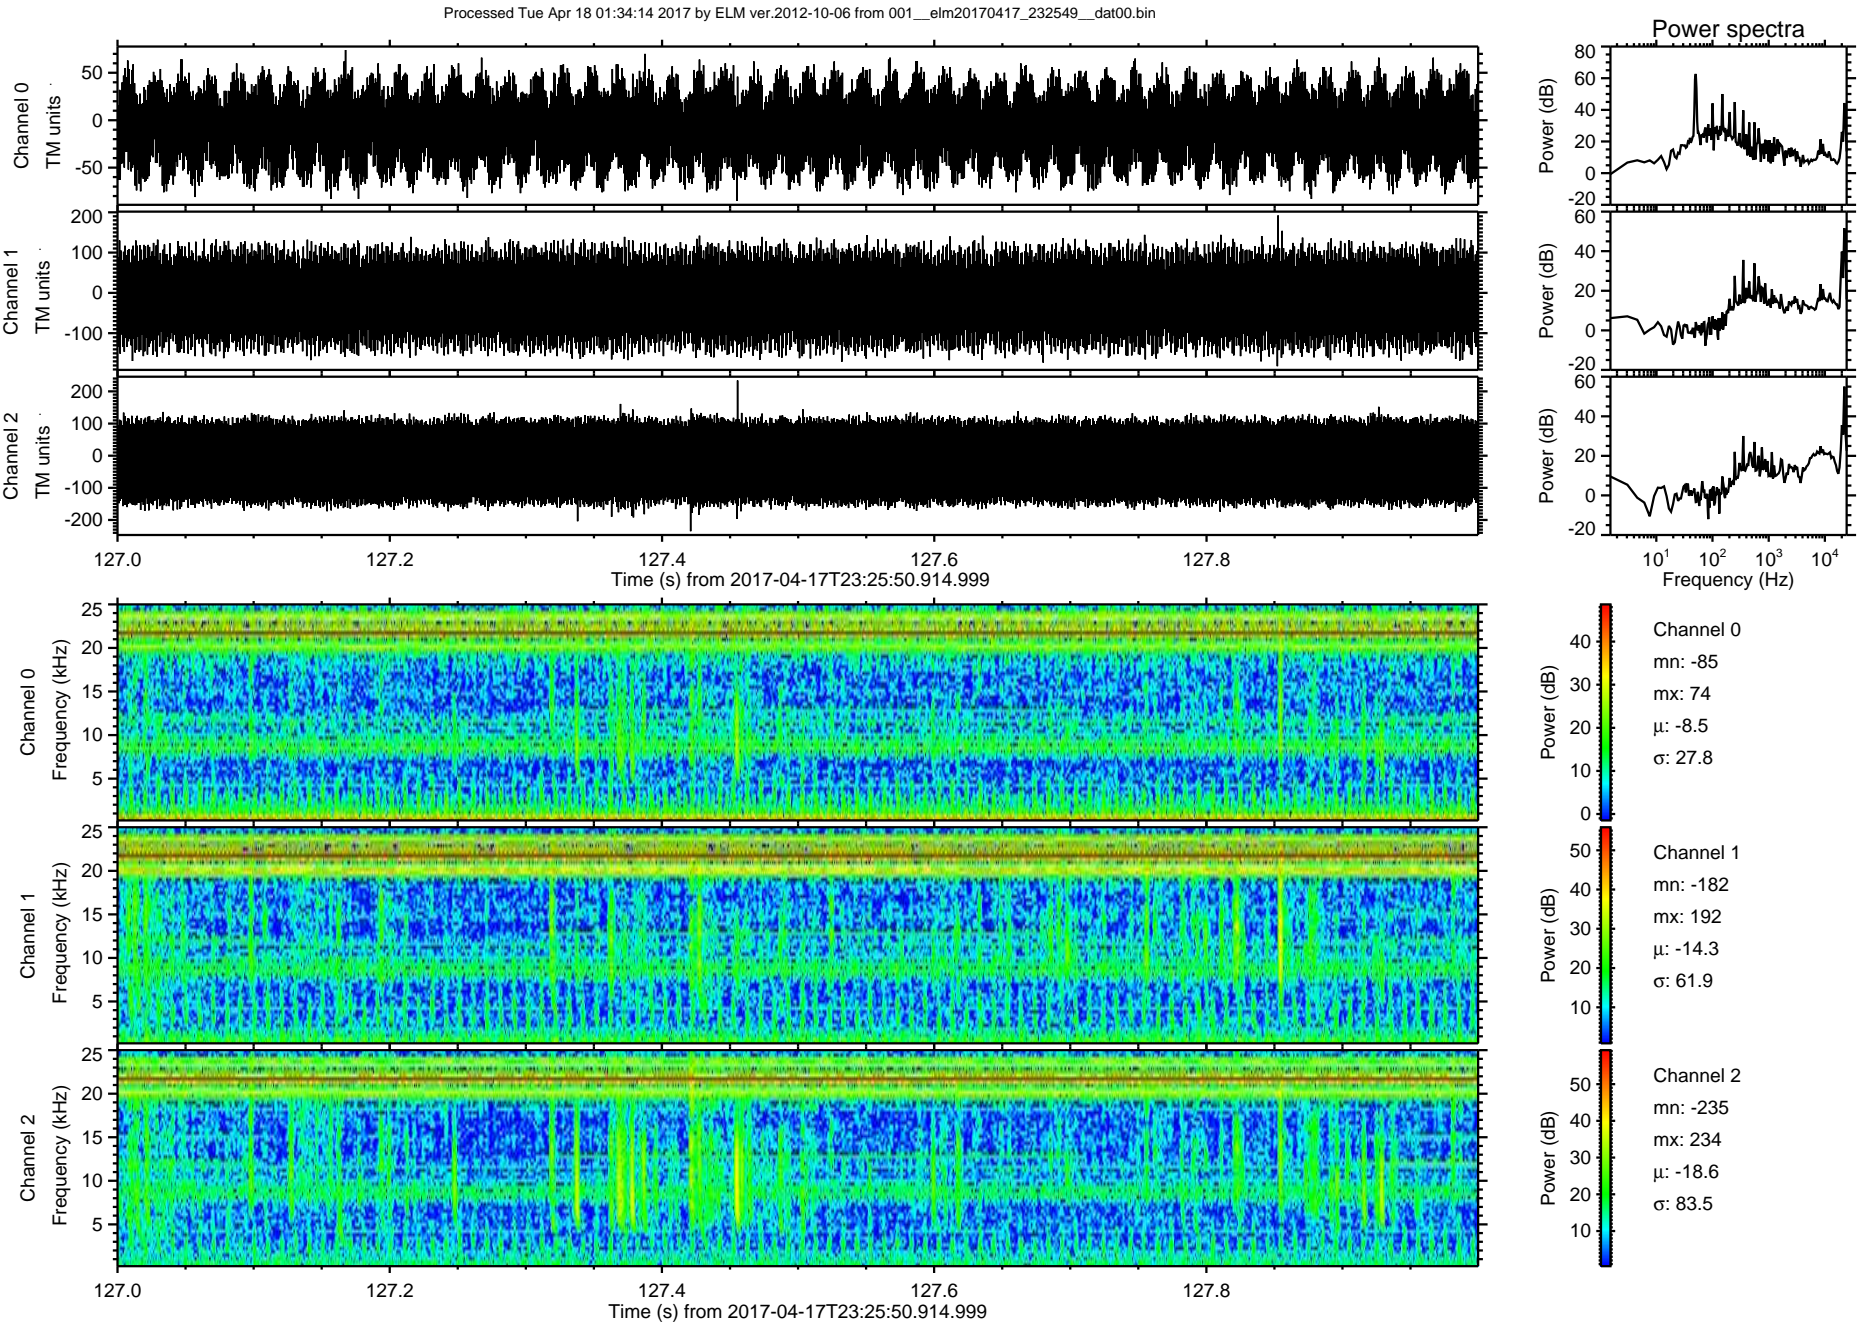 Processed Tue Apr 18 01:34:14 2017 by ELM ver.2012-10-06 from 001__elm20170417_232549__dat00.bin
Power spectra
Channel 0
TM units
50
0
-50
Power (dB)
80
60
40
20
0
-20
Channel 1
TM units
200
100
0
-100
Power (dB)
60
40
20
0
-20
Channel 2
TM units
200
100
0
-100
-200
Power (dB)
60
40
20
0
-20
127.0 127.2 127.4 127.6 127.8
Time (s) from 2017-04-17T23:25:50.914.999
10¹ 10² 10³ 10⁴
Frequency (Hz)
Channel 0
Frequency (kHz)
25
20
15
10
5
Power (dB)
40
30
20
10
0
Channel 0
mn: -85
mx: 74
μ: -8.5
σ: 27.8
Channel 1
Frequency (kHz)
25
20
15
10
5
Power (dB)
50
40
30
20
10
Channel 1
mn: -182
mx: 192
μ: -14.3
σ: 61.9
Channel 2
Frequency (kHz)
25
20
15
10
5
Power (dB)
50
40
30
20
10
Channel 2
mn: -235
mx: 234
μ: -18.6
σ: 83.5
127.0 127.2 127.4 127.6 127.8
Time (s) from 2017-04-17T23:25:50.914.999